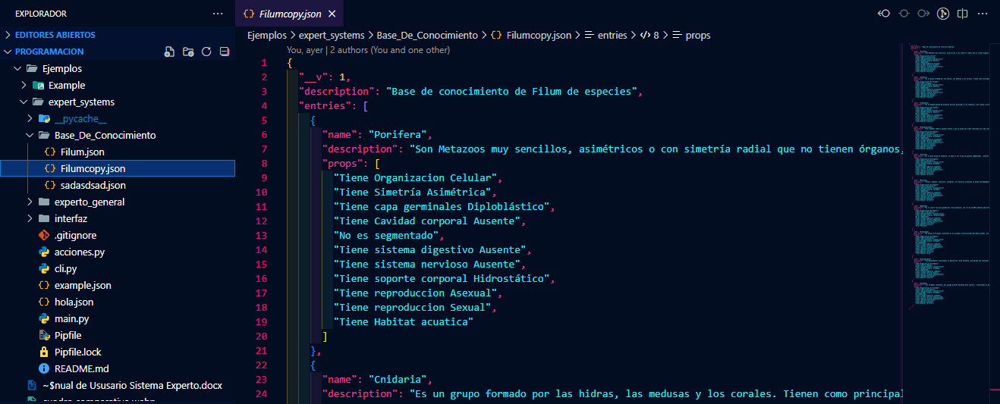 EXPLORADOR
EDITORES ABIERTOS
PROGRAMACION
Ejemplos
Example
expert_systems
__pycache__
Base_De_Conocimiento
Filum.json
Filumcopy.json
sadasdsad.json
experto_general
interfaz
.gitignore
acciones.py
cli.py
example.json
hola.json
main.py
Pipfile
Pipfile.lock
README.md
~$nual de Ususario Sistema Experto.docx
Filumcopy.json
Ejemplos > expert_systems > Base_De_Conocimiento > {} Filumcopy.json > entries > 8 > props
You, ayer | 2 authors (You and one other)
1 {
2 "__v": 1,
3 "description": "Base de conocimiento de Filum de especies",
4 "entries": [
5 {
6 "name": "Porifera",
7 "description": "Son Metazoos muy sencillos, asimétricos o con simetría radial que no tienen órganos,
8 "props": [
9 "Tiene Organizacion Celular",
10 "Tiene Simetría Asimétrica",
11 "Tiene capa germinales Diploblástico",
12 "Tiene Cavidad corporal Ausente",
13 "No es segmentado",
14 "Tiene sistema digestivo Ausente",
15 "Tiene sistema nervioso Ausente",
16 "Tiene soporte corporal Hidrostático",
17 "Tiene reproduccion Asexual",
18 "Tiene reproduccion Sexual",
19 "Tiene Habitat acuatica"
20 ]
21 },
22 {
23 "name": "Cnidaria",
24 "description": "Es un grupo formado por las hidras, las medusas y los corales. Tienen como principal